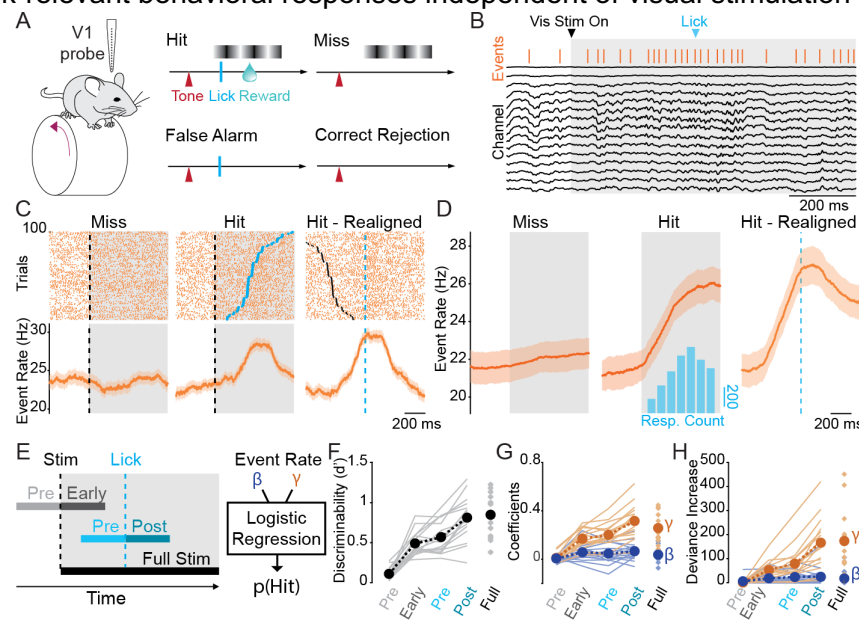 k relevant behavioral responses independent of visual stimulation
A
V1
probe
Hit
Miss
Tone Lick Reward
False Alarm
Correct Rejection
B
Vis Stim On
Lick
Events
Channel
200 ms
C
Miss
Hit
Hit - Realigned
100
Trials
30
20
Event Rate (Hz)
200 ms
D
Miss
Hit
Hit - Realigned
28
26
24
22
20
Event Rate (Hz)
200
Resp. Count
200 ms
E
Stim
Lick
Pre Early
Pre Post
Full Stim
Time
Event Rate
β γ
Logistic
Regression
p(Hit)
F
Discriminability (d')
1.5
1.
0.5
0
Pre
Early
Pre
Post
Full
G
Coefficients
0.8
0.4
0
γ
β
Pre
Early
Pre
Post
Full
H
Deviance Increase
500
400
300
200
100
0
γ
β
Pre
Early
Pre
Post
Full